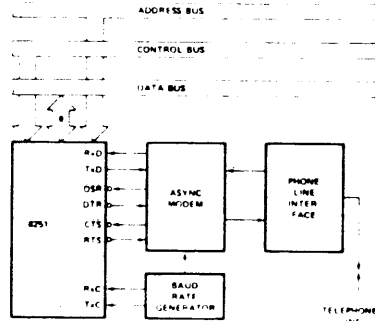 ADDRESS BUS
CONTROL BUS
DATA BUS
8
RxD
TxD
DSR
DTR
CTS
RTS
8251
RxC
TxC
ASYNC
MODEM
PHONE
LINE
INTER
FACE
BAUD
RATE
GENERATOR
TELEPHONE